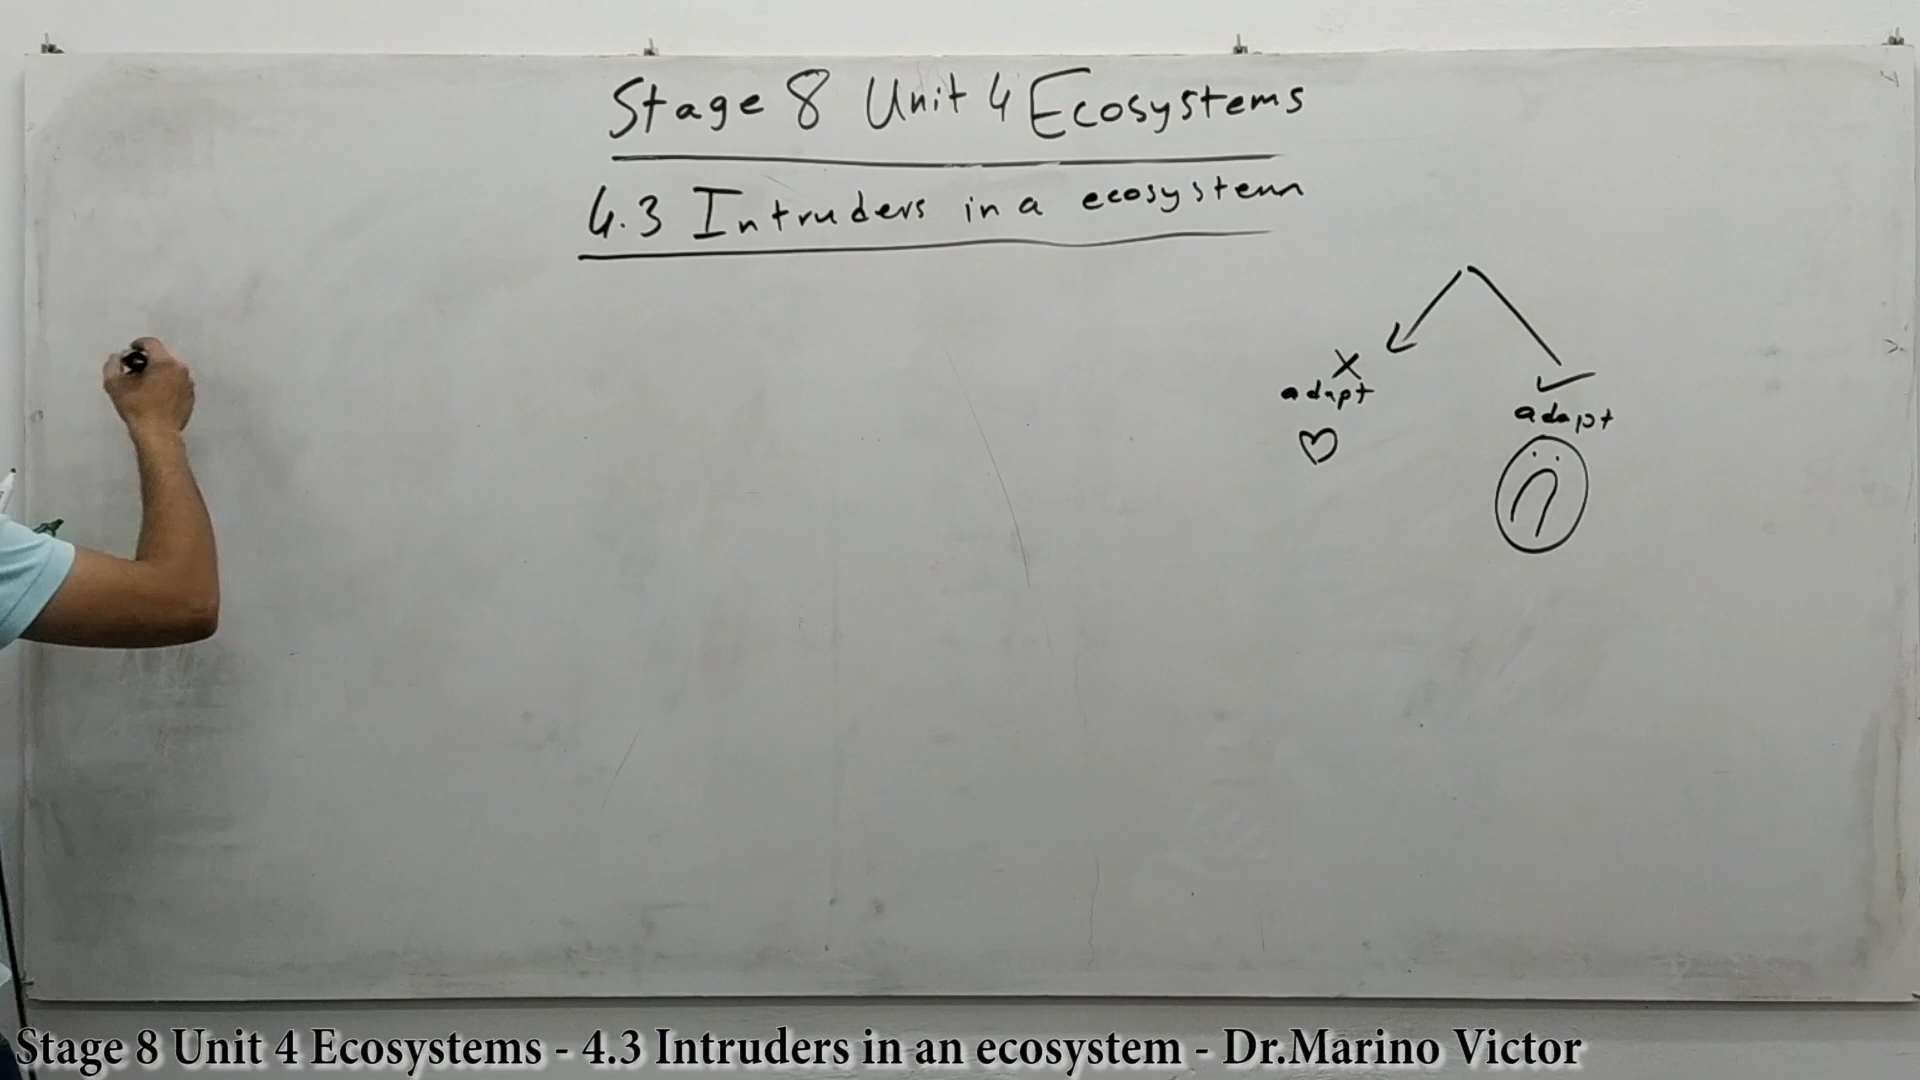 Stage 8 Unit 4 Ecosystems
4.3 Intruders in a ecosystem
adapt
adapt
Stage 8 Unit 4 Ecosystems - 4.3 Intruders in an ecosystem - Dr.Marino Victor